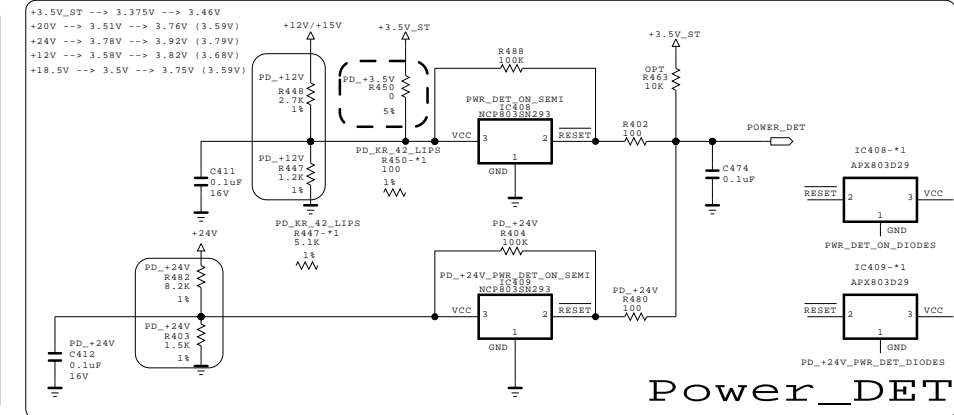 +3.5V_ST --> 3.375V --> 3.46V
+20V --> 3.51V --> 3.76V (3.59V)
+24V --> 3.78V --> 3.92V (3.79V)
+12V --> 3.58V --> 3.82V (3.68V)
+18.5V --> 3.5V --> 3.75V (3.59V)
+12V/+15V
+3.5V_ST
+3.5V_ST
R488
100K
OPT
R463
10K
PD_+12V
R448
2.7K
1%
PD_+3.5V
R450
0
5%
PWR_DET_ON_SEMI
IC408
NCP803SN293
VCC
3
2
RESET
1
GND
R402
100
POWER_DET
PD_+12V
R447
1.2K
1%
PD_KR_42_LIPS
R450-*1
100
1%
C411
0.1uF
16V
C474
0.1uF
IC408-*1
APX803D29
RESET
2
3
VCC
1
GND
PWR_DET_ON_DIODES
PD_KR_42_LIPS
R447-*1
5.1K
1%
+24V
PD_+24V
R404
100K
PD_+24V
R482
8.2K
1%
PD_+24V_PWR_DET_ON_SEMI
IC409
NCP803SN293
VCC
3
2
RESET
1
GND
PD_+24V
R480
100
IC409-*1
APX803D29
RESET
2
3
VCC
1
GND
PD_+24V_PWR_DET_DIODES
PD_+24V
R403
1.5K
1%
PD_+24V
C412
0.1uF
16V
Power_DET